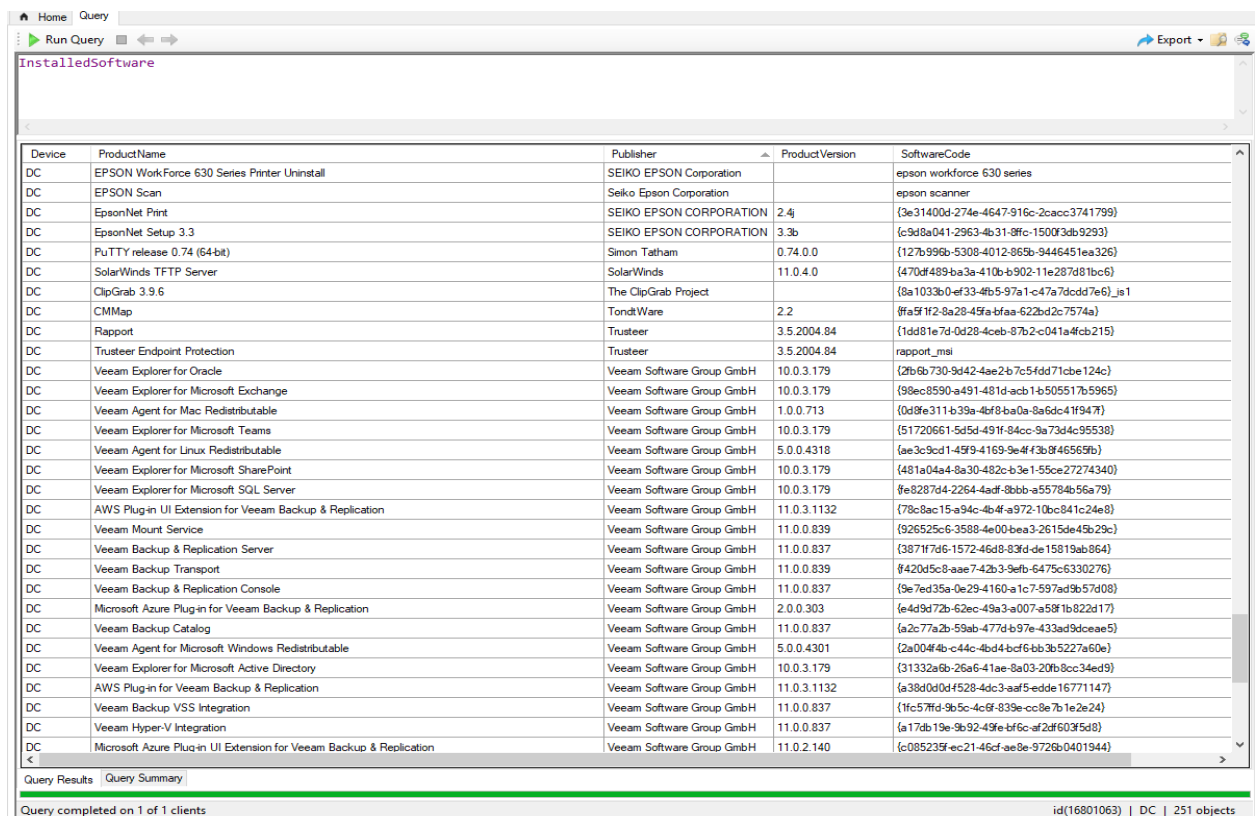 Home Query
Run Query Export
InstalledSoftware
Device ProductName Publisher ProductVersion SoftwareCode
DC EPSON WorkForce 630 Series Printer Uninstall SEIKO EPSON Corporation epson workforce 630 series
DC EPSON Scan Seiko Epson Corporation epson scanner
DC EpsonNet Print SEIKO EPSON CORPORATION 2.4j {3e31400d-274e-4647-916c-2cacc3741799}
DC EpsonNet Setup 3.3 SEIKO EPSON CORPORATION 3.3b {c9d8a041-2963-4b31-8ffc-1500f3db9293}
DC PuTTY release 0.74 (64-bit) Simon Tatham 0.74.0.0 {127b996b-5308-4012-865b-9446451ea326}
DC SolarWinds TFTP Server SolarWinds 11.0.4.0 {470df489-ba3a-410b-b902-11e287d81bc6}
DC ClipGrab 3.9.6 The ClipGrab Project {8a1033b0-ef33-4fb5-97a1-c47a7dcdd7e6}_is1
DC CMMap TondtWare 2.2 {ffa5f1f2-8a28-45fa-bfaa-622bd2c7574a}
DC Rapport Trusteer 3.5.2004.84 {1dd81e7d-0d28-4ceb-87b2-c041a4fcb215}
DC Trusteer Endpoint Protection Trusteer 3.5.2004.84 rapport_msi
DC Veeam Explorer for Oracle Veeam Software Group GmbH 10.0.3.179 {2fb6b730-9d42-4ae2-b7c5-fdd71cbe124c}
DC Veeam Explorer for Microsoft Exchange Veeam Software Group GmbH 10.0.3.179 {98ec8590-a491-481d-acb1-b505517b5965}
DC Veeam Agent for Mac Redistributable Veeam Software Group GmbH 1.0.0.713 {0d8fe311-b39a-4bf8-ba0a-8a6dc41f947f}
DC Veeam Explorer for Microsoft Teams Veeam Software Group GmbH 10.0.3.179 {51720661-5d5d-491f-84cc-9a73d4c95538}
DC Veeam Agent for Linux Redistributable Veeam Software Group GmbH 5.0.0.4318 {ae3c9cd1-45f9-4169-9e4f-f3b8f46565fb}
DC Veeam Explorer for Microsoft SharePoint Veeam Software Group GmbH 10.0.3.179 {481a04a4-8a30-482c-b3e1-55ce27274340}
DC Veeam Explorer for Microsoft SQL Server Veeam Software Group GmbH 10.0.3.179 {fe8287d4-2264-4adf-8bbb-a55784b56a79}
DC AWS Plug-in UI Extension for Veeam Backup & Replication Veeam Software Group GmbH 11.0.3.1132 {78c8ac15-a94c-4b4f-a972-10bc841c24e8}
DC Veeam Mount Service Veeam Software Group GmbH 11.0.0.839 {926525c6-3588-4e00-bea3-2615de45b29c}
DC Veeam Backup & Replication Server Veeam Software Group GmbH 11.0.0.837 {3871f7d6-1572-46d8-83fd-de15819ab864}
DC Veeam Backup Transport Veeam Software Group GmbH 11.0.0.839 {f420d5c8-aae7-42b3-9efb-6475c6330276}
DC Veeam Backup & Replication Console Veeam Software Group GmbH 11.0.0.837 {9e7ed35a-0e29-4160-a1c7-597ad9b57d08}
DC Microsoft Azure Plug-in for Veeam Backup & Replication Veeam Software Group GmbH 2.0.0.303 {e4d9d72b-62ec-49a3-a007-a58f1b822d17}
DC Veeam Backup Catalog Veeam Software Group GmbH 11.0.0.837 {a2c77a2b-59ab-477d-b97e-433ad9dceae5}
DC Veeam Agent for Microsoft Windows Redistributable Veeam Software Group GmbH 5.0.0.4301 {2a004f4b-c44c-4bd4-bcf6-bb3b5227a60e}
DC Veeam Explorer for Microsoft Active Directory Veeam Software Group GmbH 10.0.3.179 {31332a6b-26a6-41ae-8a03-20fb8cc34ed9}
DC AWS Plug-in for Veeam Backup & Replication Veeam Software Group GmbH 11.0.3.1132 {a38d0d0d-f528-4dc3-aaf5-edde16771147}
DC Veeam Backup VSS Integration Veeam Software Group GmbH 11.0.0.837 {1fc57ffd-9b5c-4c6f-839e-cc8e7b1e2e24}
DC Veeam Hyper-V Integration Veeam Software Group GmbH 11.0.0.837 {a17db19e-9b92-49fe-bf6c-af2df603f5d8}
DC Microsoft Azure Plug-in UI Extension for Veeam Backup & Replication Veeam Software Group GmbH 11.0.2.140 {c085235f-ec21-46cf-ae8e-9726b0401944}
Query Results Query Summary
Query completed on 1 of 1 clients id(16801063) | DC | 251 objects